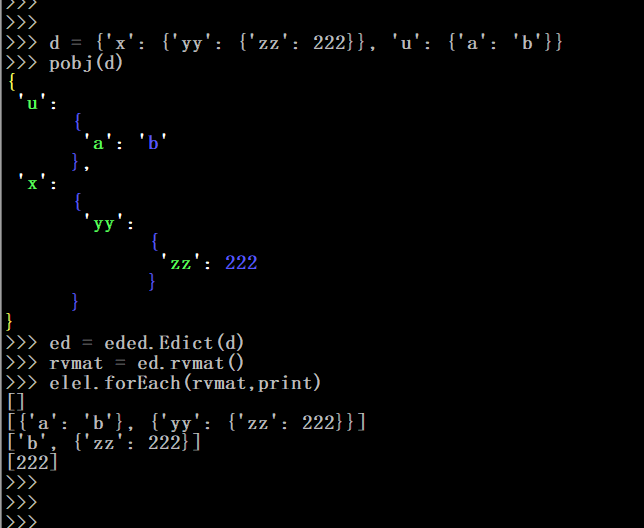 >>>
>>>
>>> d = {'x': {'yy': {'zz': 222}}, 'u': {'a': 'b'}}
>>> pobj(d)
{
 'u':
      {
       'a': 'b'
      },
 'x':
      {
       'yy':
             {
              'zz': 222
             }
      }
}
>>> ed = eded.Edict(d)
>>> rvmat = ed.rvmat()
>>> elel.forEach(rvmat,print)
[]
[{'a': 'b'}, {'yy': {'zz': 222}}]
['b', {'zz': 222}]
[222]
>>>
>>>
>>>